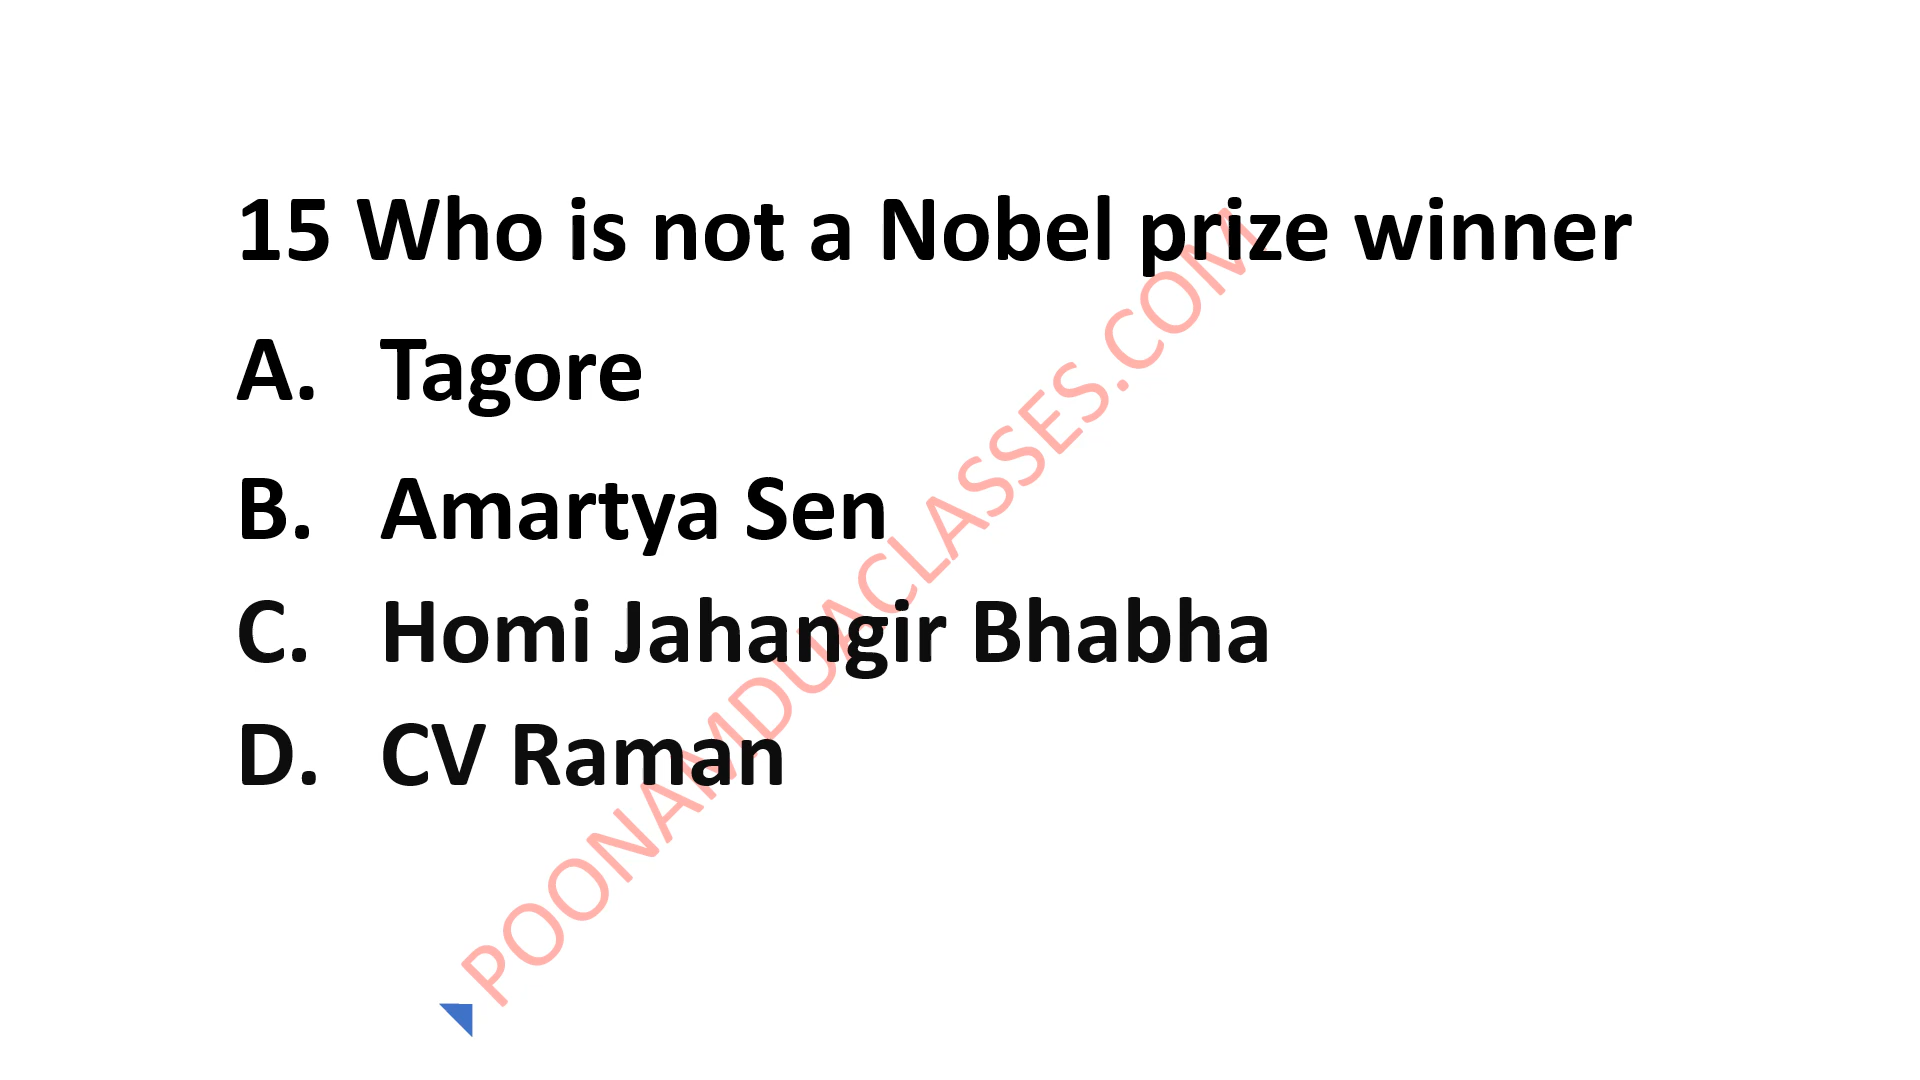 15 Who is not a Nobel prize winner
A. Tagore
B. Amartya Sen
C. Homi Jahangir Bhabha
D. CV Raman
POONAMDUACLASSES.COM